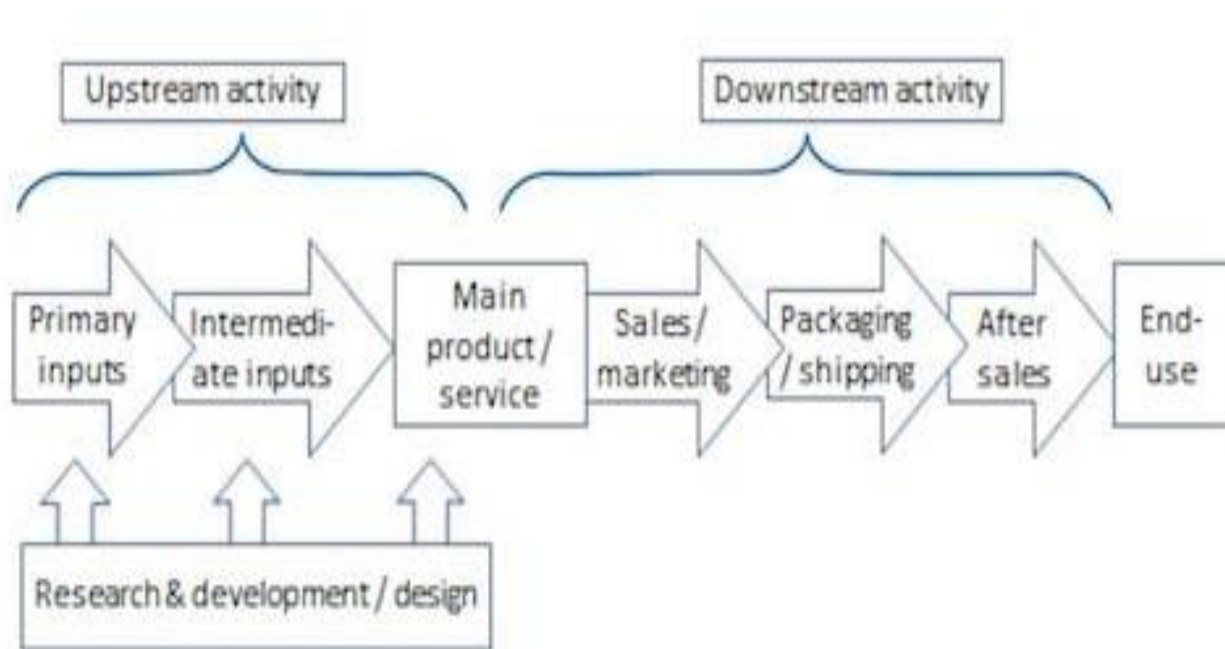 Upstream activity
Downstream activity
Primary
inputs
Intermedi-
ate inputs
Main
product /
service
Sales/
marketing
Packaging
/ shipping
After
sales
End-
use
Research & development / design